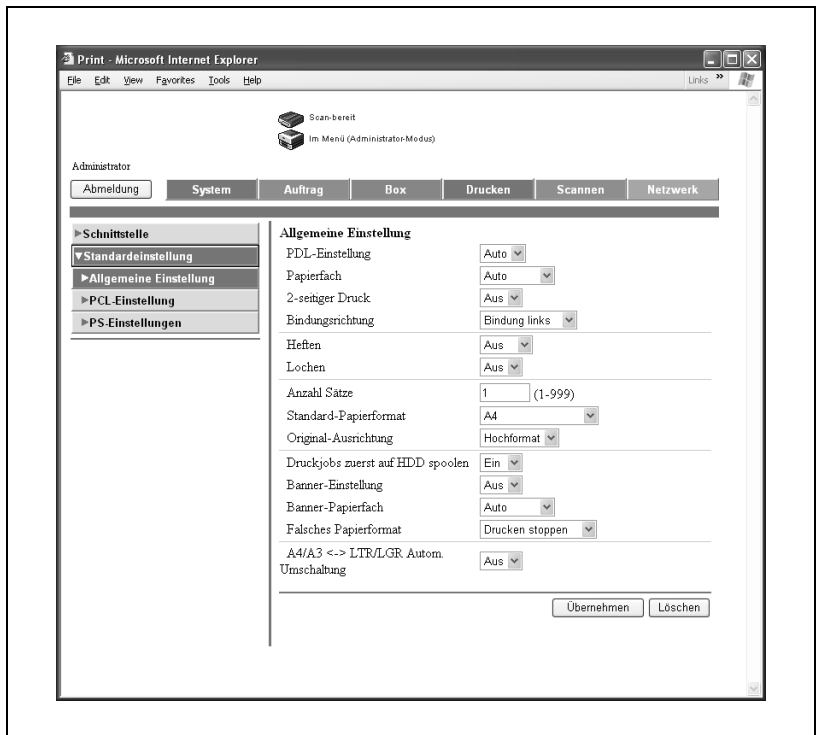 Print - Microsoft Internet Explorer
File Edit View Favorites Tools Help Links »
Scan-bereit
Im Menü (Administrator-Modus)
Administrator
Abmeldung System Auftrag Box Drucken Scannen Netzwerk
Schnittstelle
Standardeinstellung
Allgemeine Einstellung
PCL-Einstellung
PS-Einstellungen
Allgemeine Einstellung
PDL-Einstellung Auto
Papierfach Auto
2-seitiger Druck Aus
Bindungsrichtung Bindung links
Heften Aus
Lochen Aus
Anzahl Sätze 1 (1-999)
Standard-Papierformat A4
Original-Ausrichtung Hochformat
Druckjobs zuerst auf HDD spoolen Ein
Banner-Einstellung Aus
Banner-Papierfach Auto
Falsches Papierformat Drucken stoppen
A4/A3 <-> LTR/LGR Autom.
Umschaltung Aus
Übernehmen Löschen